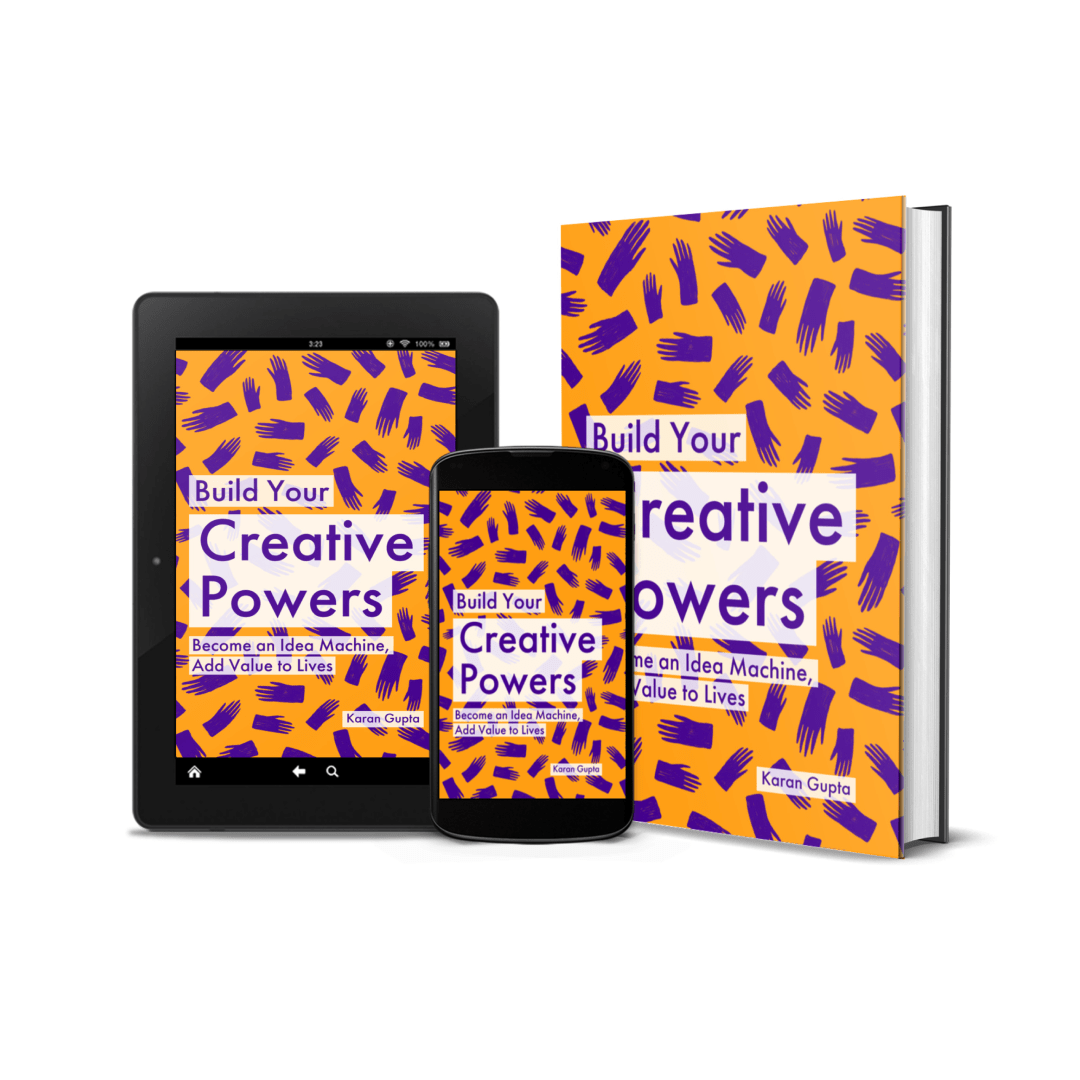 3:23
100%
Build Your
Creative
Powers
Become an Idea Machine,
Add Value to Lives
Karan Gupta
Build Your
Creative
Powers
Become an Idea Machine,
Add Value to Lives
Karan Gupta
Build Your
reative
owers
me an Idea Machine,
Value to Lives
Karan Gupta